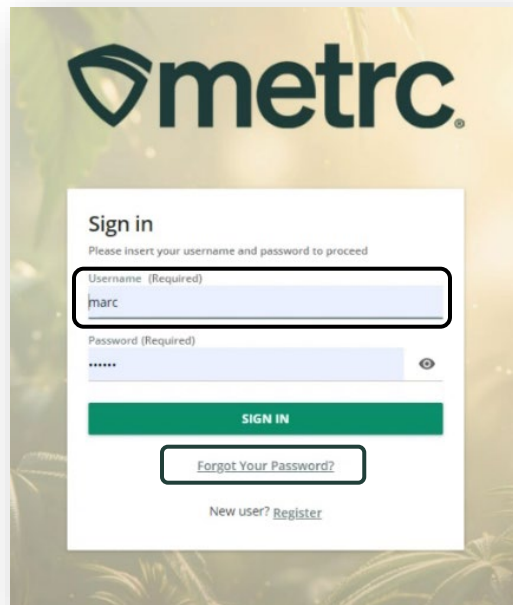 metrc®
Sign in
Please insert your username and password to proceed
Username (Required)
marc
Password (Required)
••••••
SIGN IN
Forgot Your Password?
New user? Register